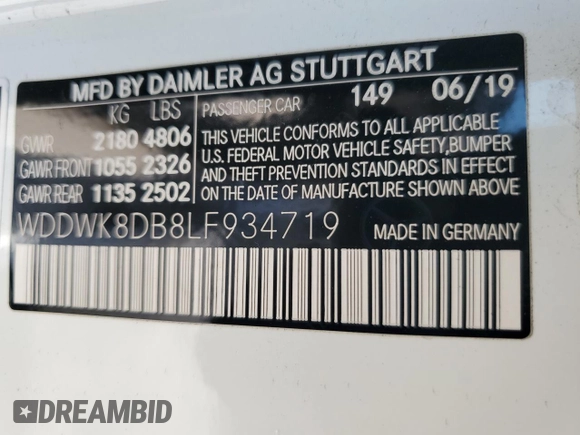 MFD BY DAIMLER AG STUTTGART
KG LBS PASSENGER CAR 149 06/19
GVWR 2180 4806
GAWR FRONT 1055 2326
GAWR REAR 1135 2502
THIS VEHICLE CONFORMS TO ALL APPLICABLE
U.S. FEDERAL MOTOR VEHICLE SAFETY,BUMPER
AND THEFT PREVENTION STANDARDS IN EFFECT
ON THE DATE OF MANUFACTURE SHOWN ABOVE.
WDDWK8DB8LF934719 MADE IN GERMANY
DREAMBID